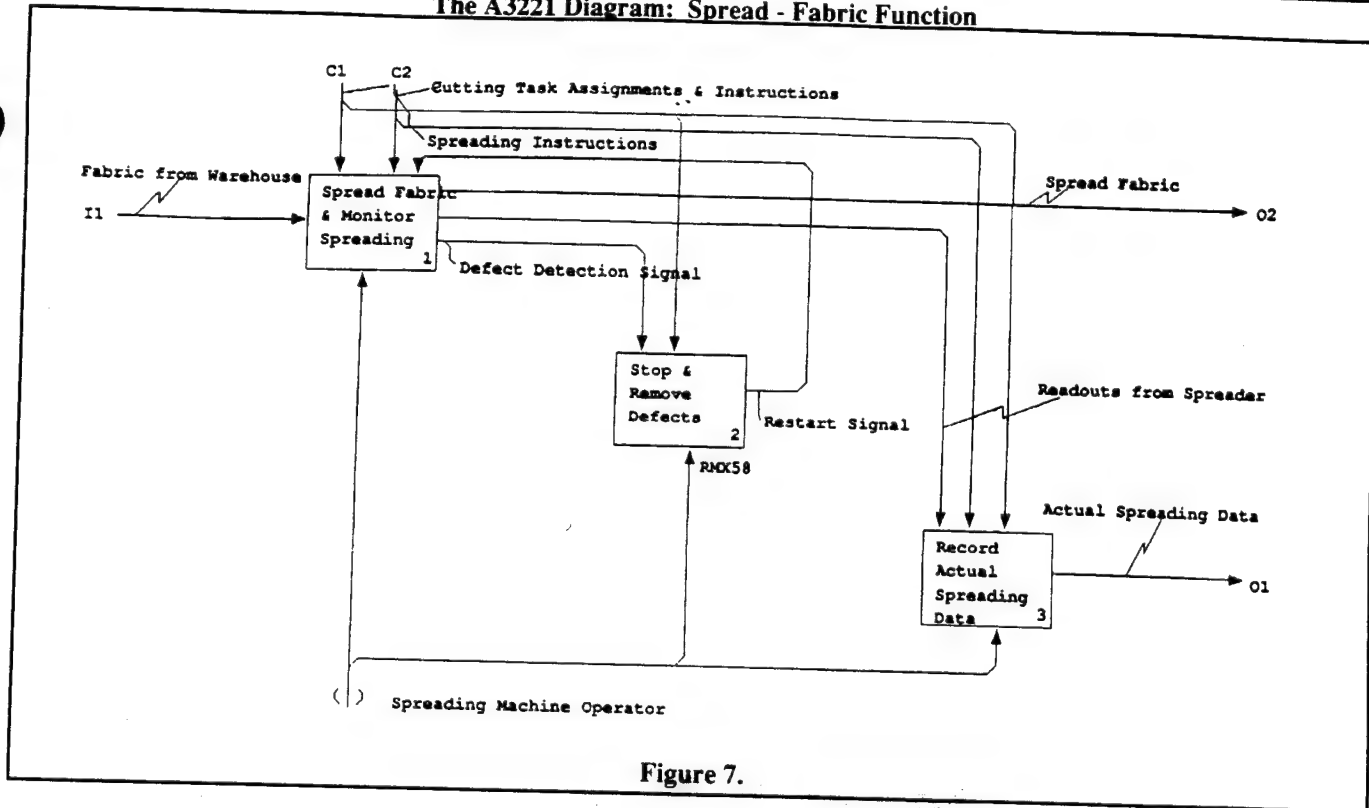 The A3221 Diagram: Spread - Fabric Function
C1 C2
Cutting Task Assignments & Instructions
Spreading Instructions
Fabric from Warehouse
I1
Spread Fabric
& Monitor
Spreading
1
Spread Fabric
O2
Defect Detection Signal
Stop &
Remove
Defects
2
Restart Signal
RMX58
Readouts from Spreader
Actual Spreading Data
Record
Actual
Spreading
Data
3
O1
( )
Spreading Machine Operator
Figure 7.